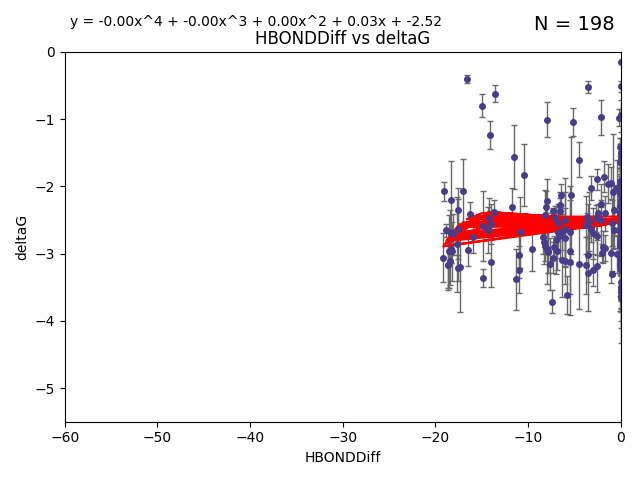 y = -0.00x^4 + -0.00x^3 + 0.00x^2 + 0.03x + -2.52
N = 198
HBONDDiff vs deltaG
0
−1
−2
−3
−4
−5
deltaG
−60 −50 −40 −30 −20 −10 0
HBONDDiff